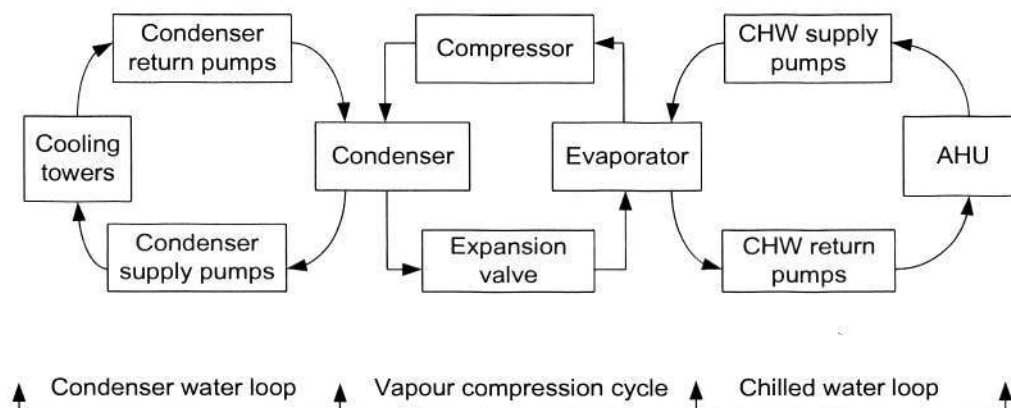 Condenser
return pumps
Compressor
CHW supply
pumps
Cooling
towers
Condenser
Evaporator
AHU
Condenser
supply pumps
Expansion
valve
CHW return
pumps
Condenser water loop
Vapour compression cycle
Chilled water loop